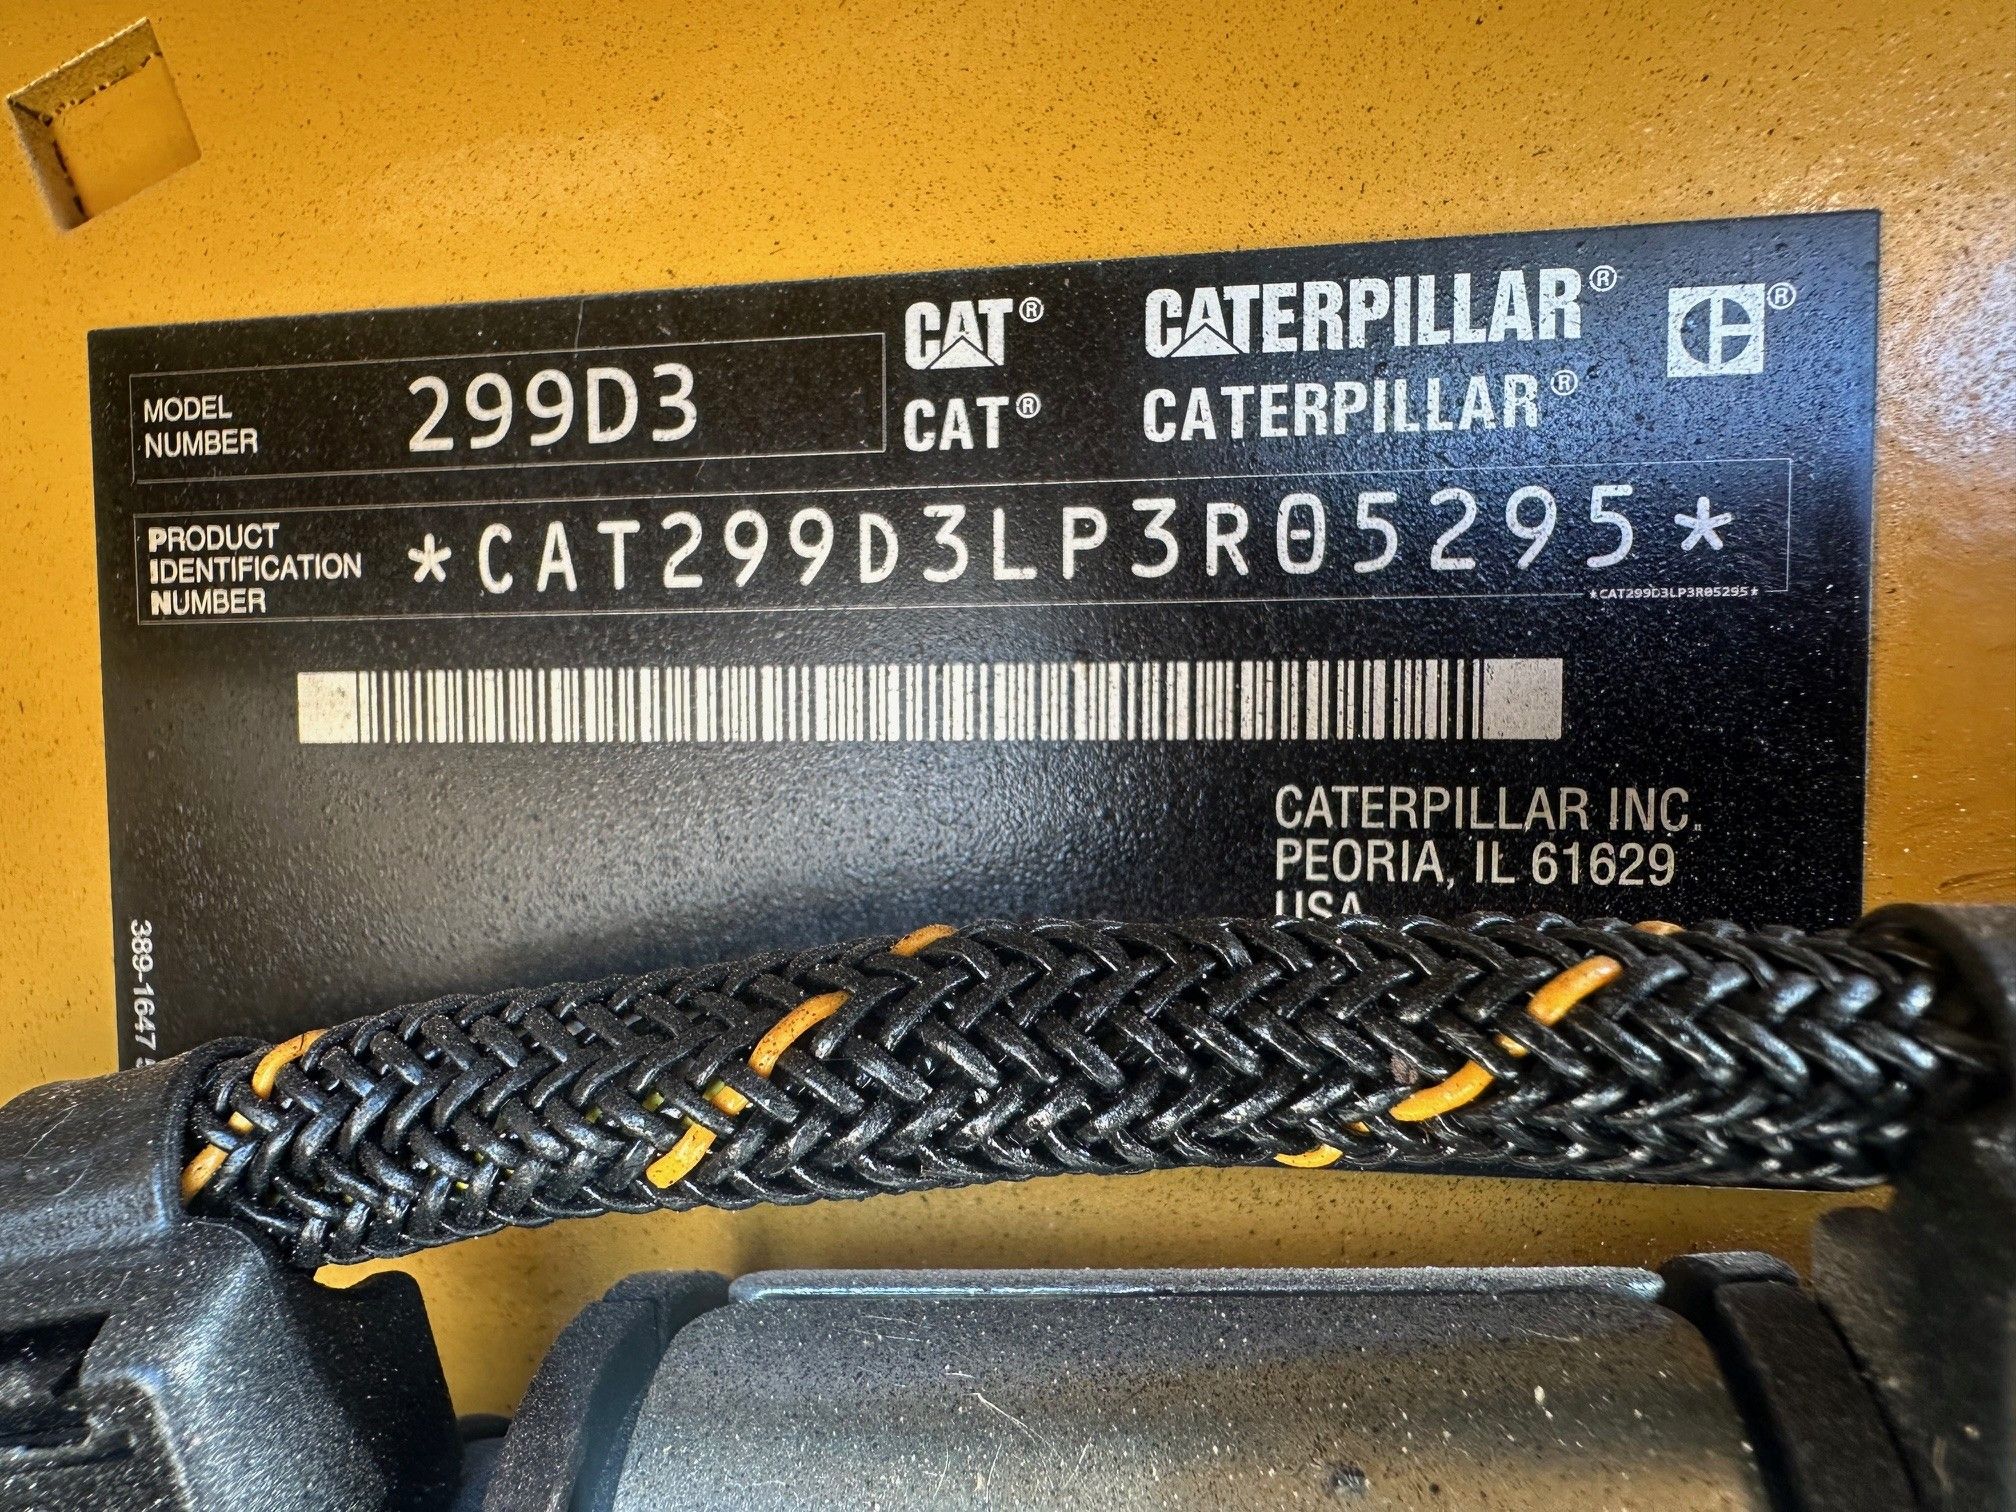 CAT® CATERPILLAR® ®
MODEL
NUMBER 299D3
CAT® CATERPILLAR®
PRODUCT
IDENTIFICATION
NUMBER *CAT299D3LP3R05295*
*CAT299D3LP3R05295*
CATERPILLAR INC.
PEORIA, IL 61629
USA
389-1647